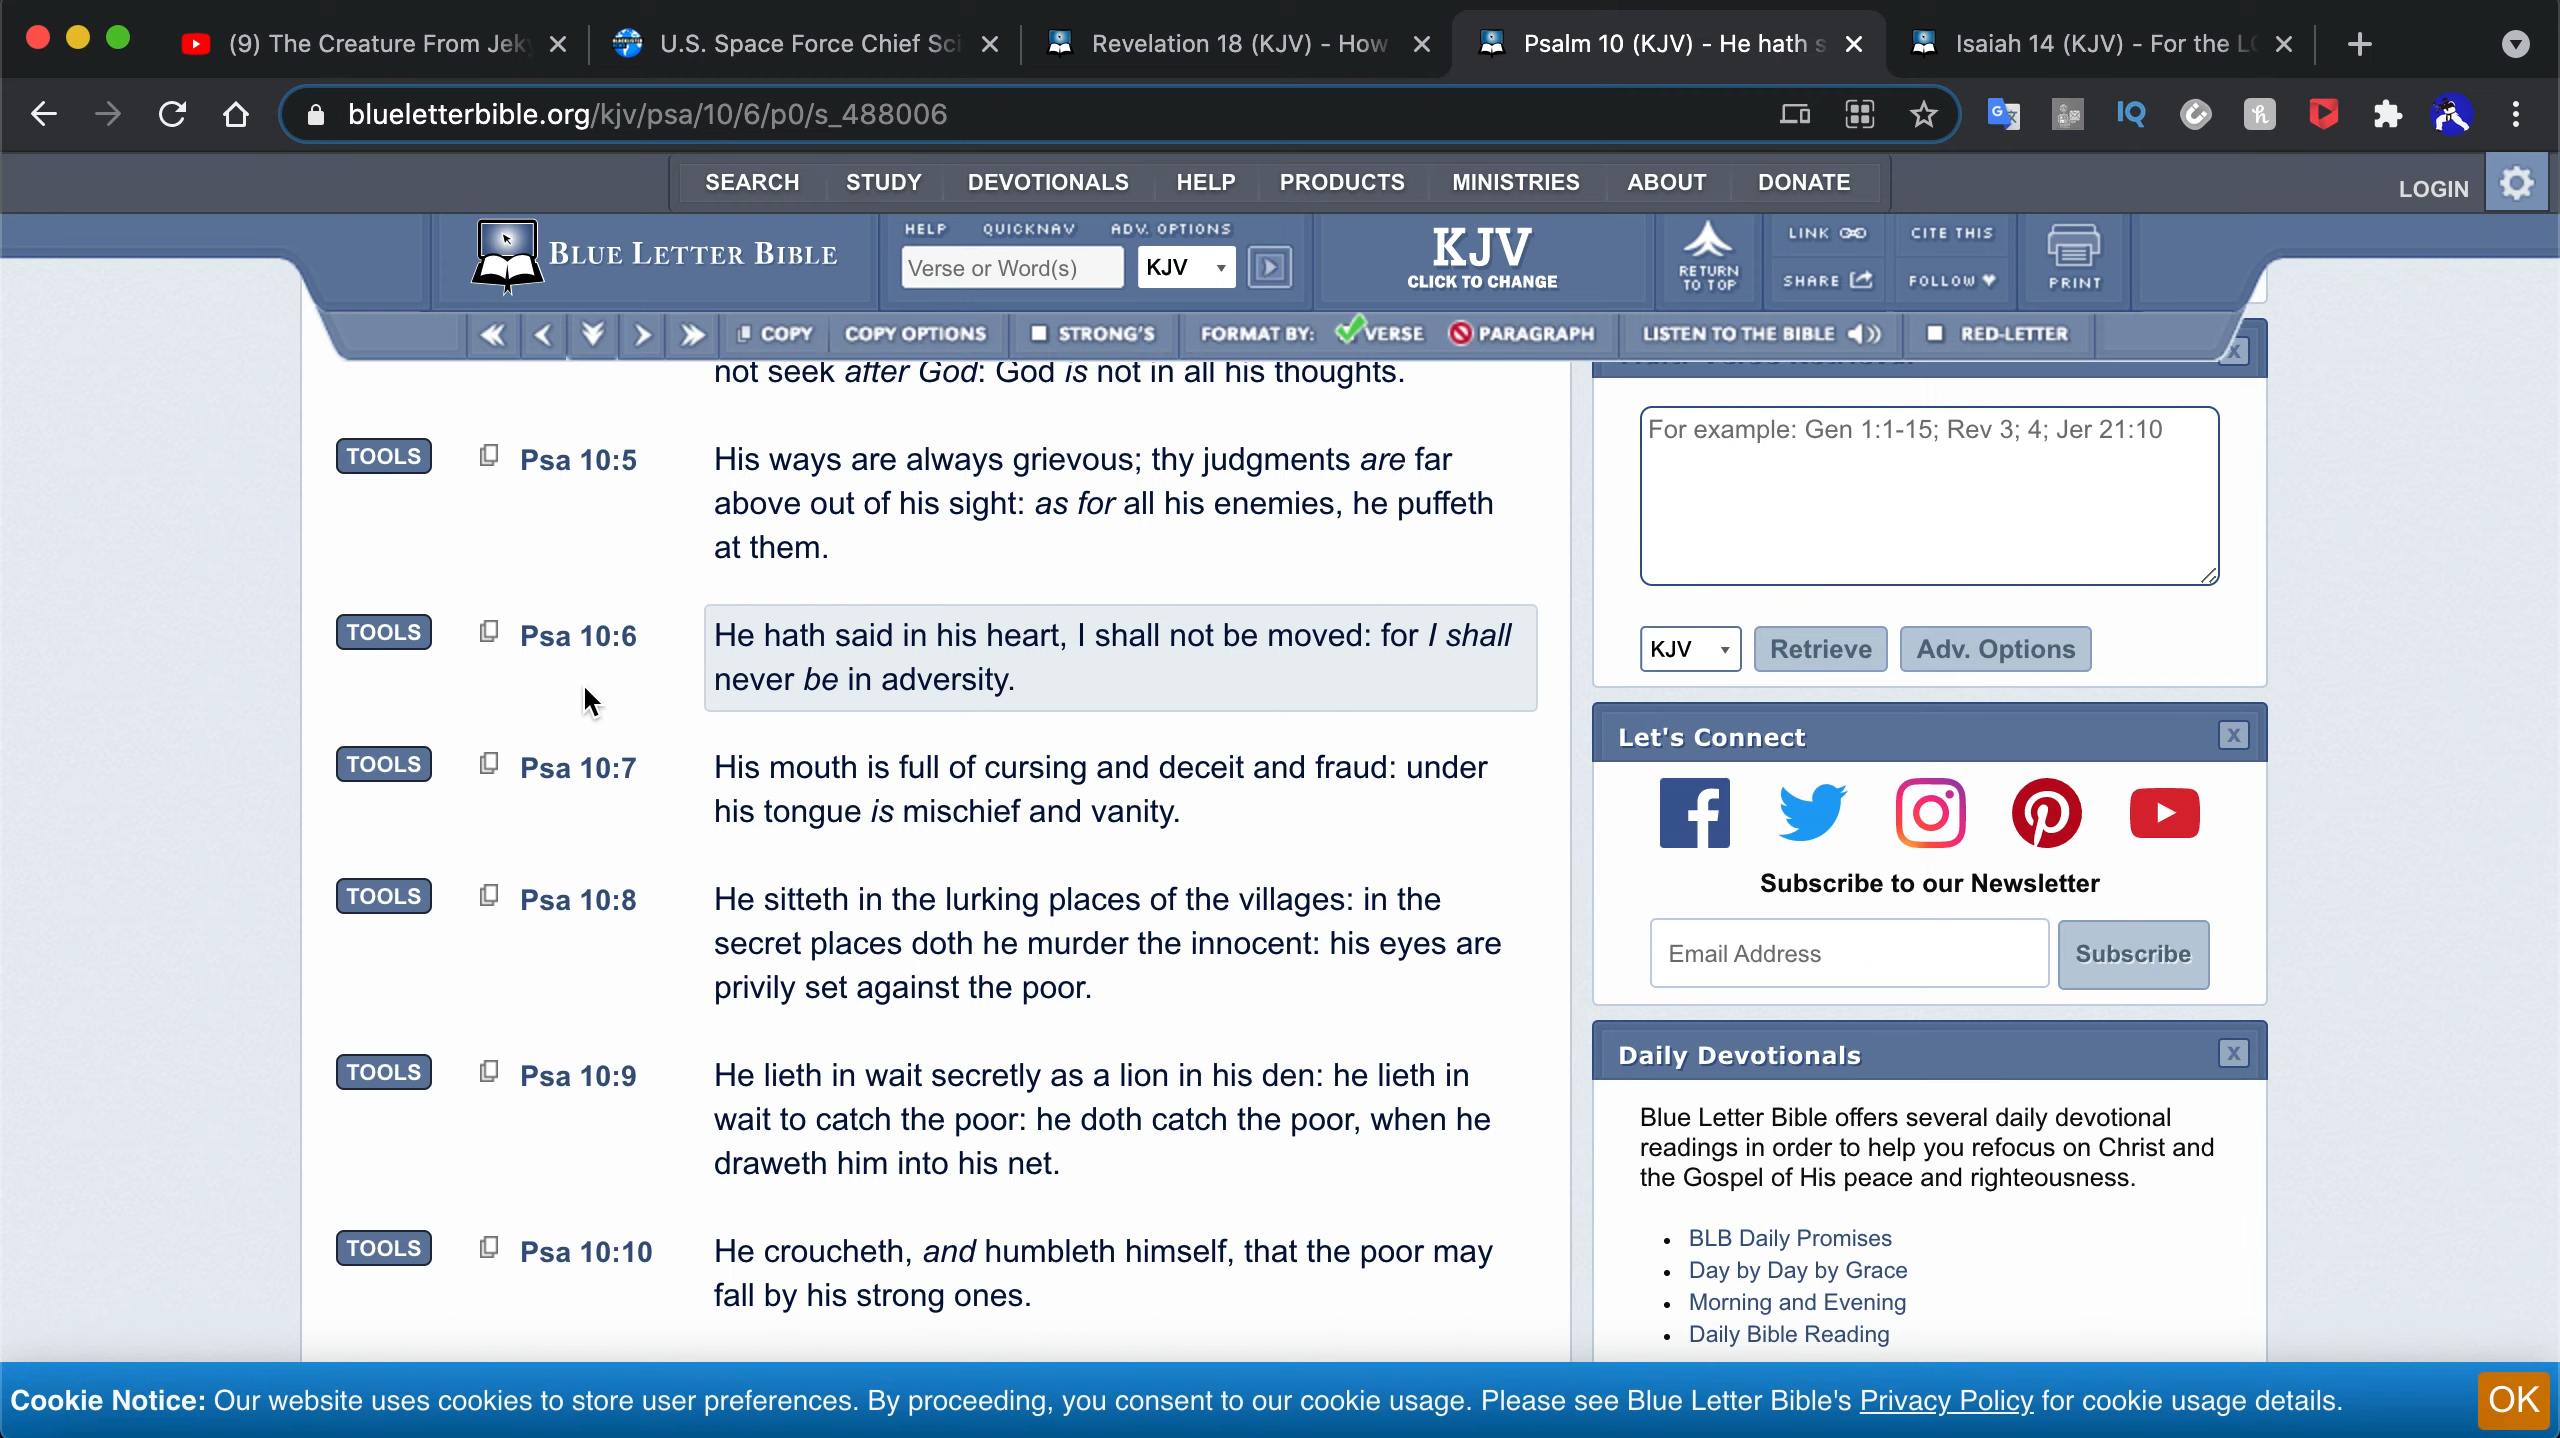 (9) The Creature From Jek
U.S. Space Force Chief Sci
Revelation 18 (KJV) - How
Psalm 10 (KJV) - He hath s
Isaiah 14 (KJV) - For the LO
blueletterbible.org/kjv/psa/10/6/p0/s_488006
SEARCH STUDY DEVOTIONALS HELP PRODUCTS MINISTRIES ABOUT DONATE
LOGIN
BLUE LETTER BIBLE
HELP QUICKNAV ADV. OPTIONS
Verse or Word(s)
KJV
KJV
CLICK TO CHANGE
RETURN
TO TOP
LINK
CITE THIS
SHARE
FOLLOW
PRINT
COPY COPY OPTIONS STRONG'S FORMAT BY: VERSE PARAGRAPH LISTEN TO THE BIBLE RED-LETTER
not seek after God: God is not in all his thoughts.
TOOLS Psa 10:5 His ways are always grievous; thy judgments are far
above out of his sight: as for all his enemies, he puffeth
at them.
TOOLS Psa 10:6 He hath said in his heart, I shall not be moved: for I shall
never be in adversity.
TOOLS Psa 10:7 His mouth is full of cursing and deceit and fraud: under
his tongue is mischief and vanity.
TOOLS Psa 10:8 He sitteth in the lurking places of the villages: in the
secret places doth he murder the innocent: his eyes are
privily set against the poor.
TOOLS Psa 10:9 He lieth in wait secretly as a lion in his den: he lieth in
wait to catch the poor: he doth catch the poor, when he
draweth him into his net.
TOOLS Psa 10:10 He croucheth, and humbleth himself, that the poor may
fall by his strong ones.
X
For example: Gen 1:1-15; Rev 3; 4; Jer 21:10
KJV Retrieve Adv. Options
Let's Connect X
Subscribe to our Newsletter
Email Address Subscribe
Daily Devotionals X
Blue Letter Bible offers several daily devotional
readings in order to help you refocus on Christ and
the Gospel of His peace and righteousness.
• BLB Daily Promises
• Day by Day by Grace
• Morning and Evening
• Daily Bible Reading
Cookie Notice: Our website uses cookies to store user preferences. By proceeding, you consent to our cookie usage. Please see Blue Letter Bible's Privacy Policy for cookie usage details.
OK